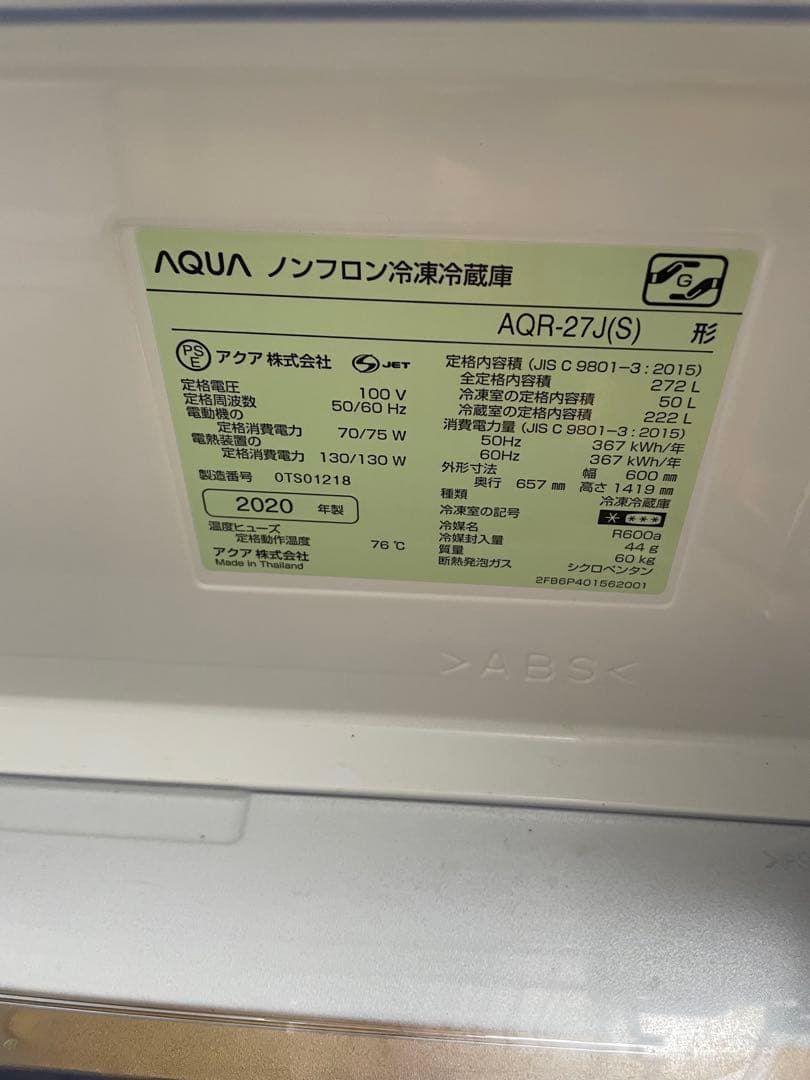 AQUA ノンフロン冷凍冷蔵庫
G
AQR-27J(S) 形
PS
E
アクア 株式会社
JET
定格電圧 100 V
定格周波数 50/60 Hz
電動機の
定格消費電力 70/75 W
電熱装置の
定格消費電力 130/130 W
製造番号 0TS01218
2020 年製
温度ヒューズ
定格動作温度 76 ℃
アクア 株式会社
Made in Thailand
定格内容積 (JIS C 9801-3 : 2015)
全定格内容積 272 L
冷凍室の定格内容積 50 L
冷蔵室の定格内容積 222 L
消費電力量 (JIS C 9801-3 : 2015)
50Hz 367 kWh/年
60Hz 367 kWh/年
外形寸法 幅 600 ㎜
奥行 657 ㎜ 高さ 1419 ㎜
種類 冷凍冷蔵庫
冷凍室の記号 * ***
冷媒名 R600a
冷媒封入量 44 g
質量 60 kg
断熱発泡ガス シクロペンタン
2FB6P401562001
>ABS<